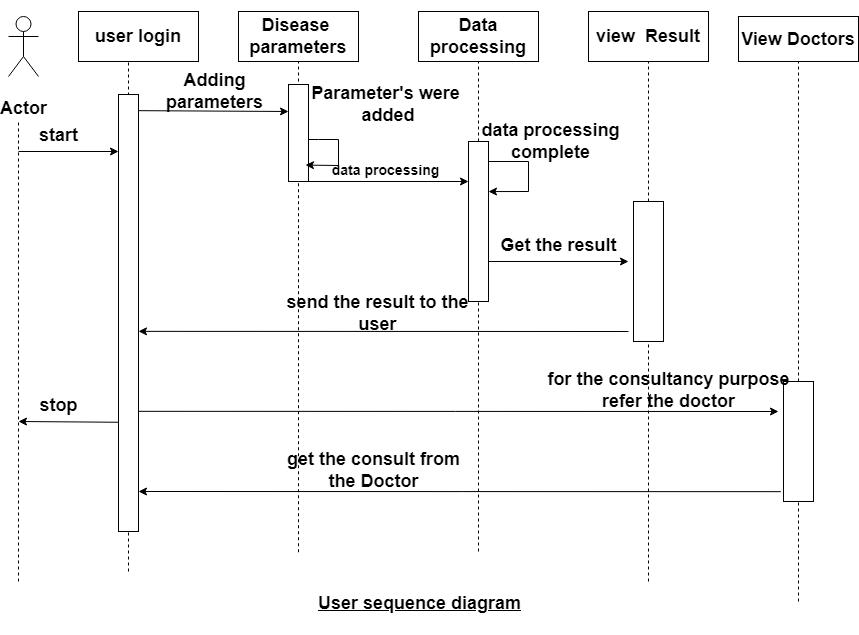 user login
Disease
parameters
Data
processing
view Result
View Doctors
Actor
Adding
parameters
Parameter's were
added
start
data processing
complete
data processing
Get the result
send the result to the
user
for the consultancy purpose
refer the doctor
stop
get the consult from
the Doctor
User sequence diagram